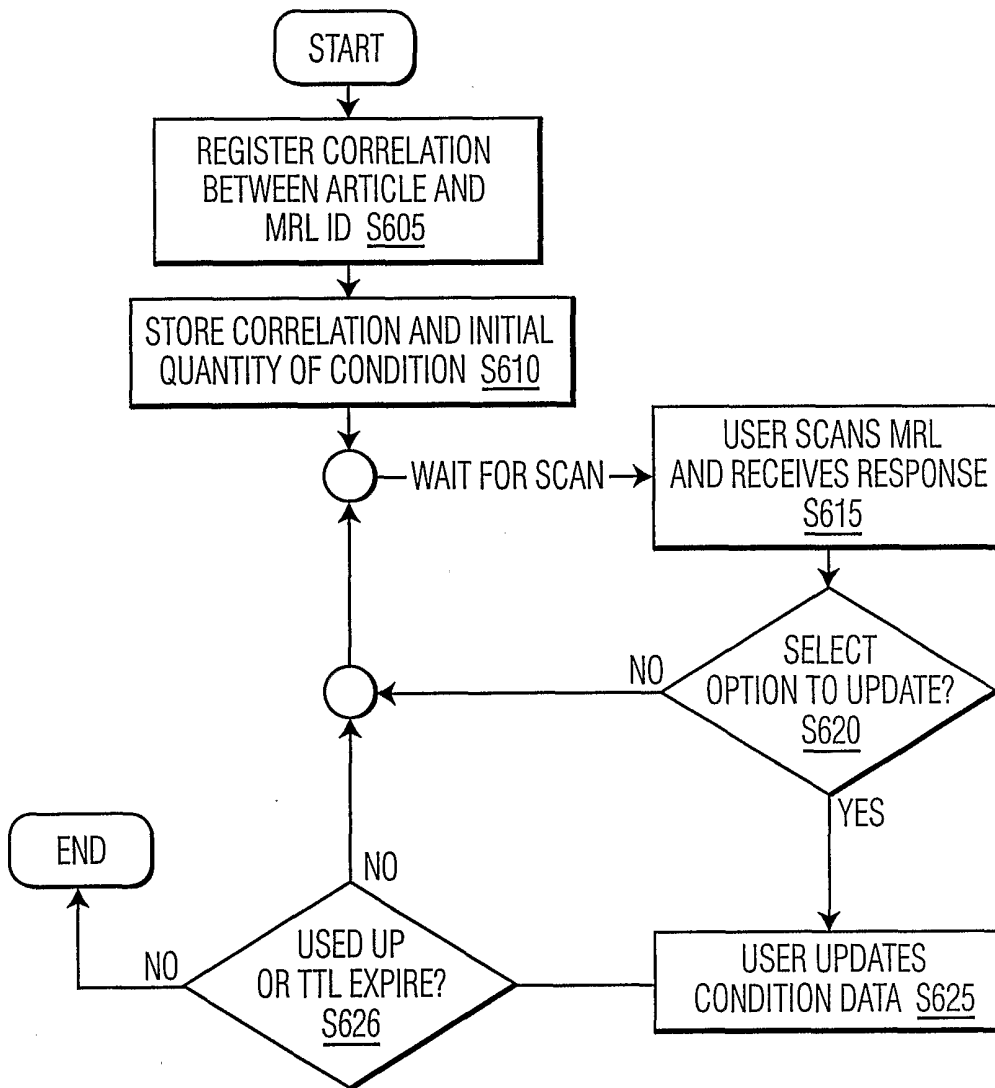 START
REGISTER CORRELATION
BETWEEN ARTICLE AND
MRL ID S605
STORE CORRELATION AND INITIAL
QUANTITY OF CONDITION S610
WAIT FOR SCAN
USER SCANS MRL
AND RECEIVES RESPONSE
S615
SELECT
OPTION TO UPDATE?
S620
NO
YES
USER UPDATES
CONDITION DATA S625
USED UP
OR TTL EXPIRE?
S626
NO
NO
END